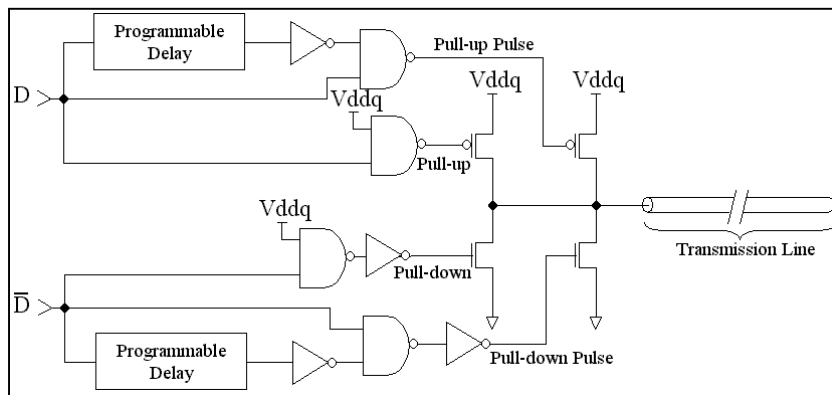 Programmable
Delay
Pull-up Pulse
Vddq
Vddq
D
Vddq
Pull-up
Vddq
Transmission Line
Pull-down
D̅
Programmable
Delay
Pull-down Pulse